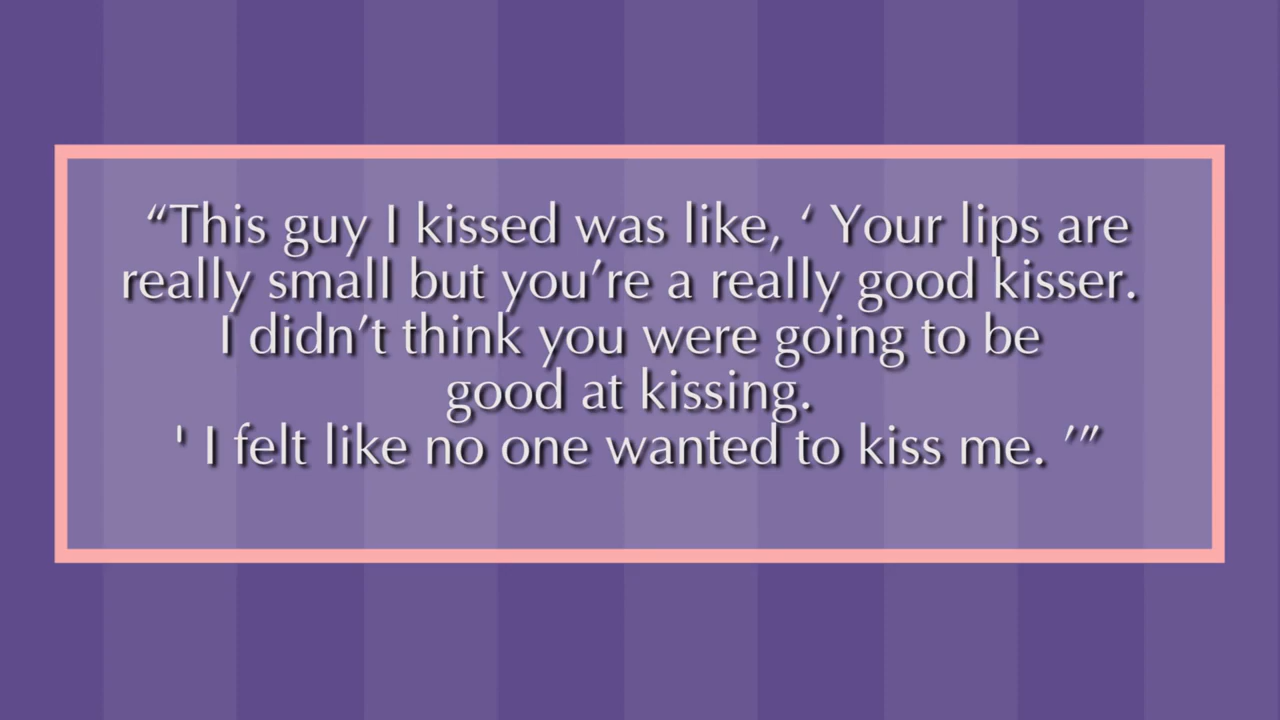 “This guy I kissed was like, ‘ Your lips are
really small but you’re a really good kisser.
I didn’t think you were going to be
good at kissing.
' I felt like no one wanted to kiss me. ’”